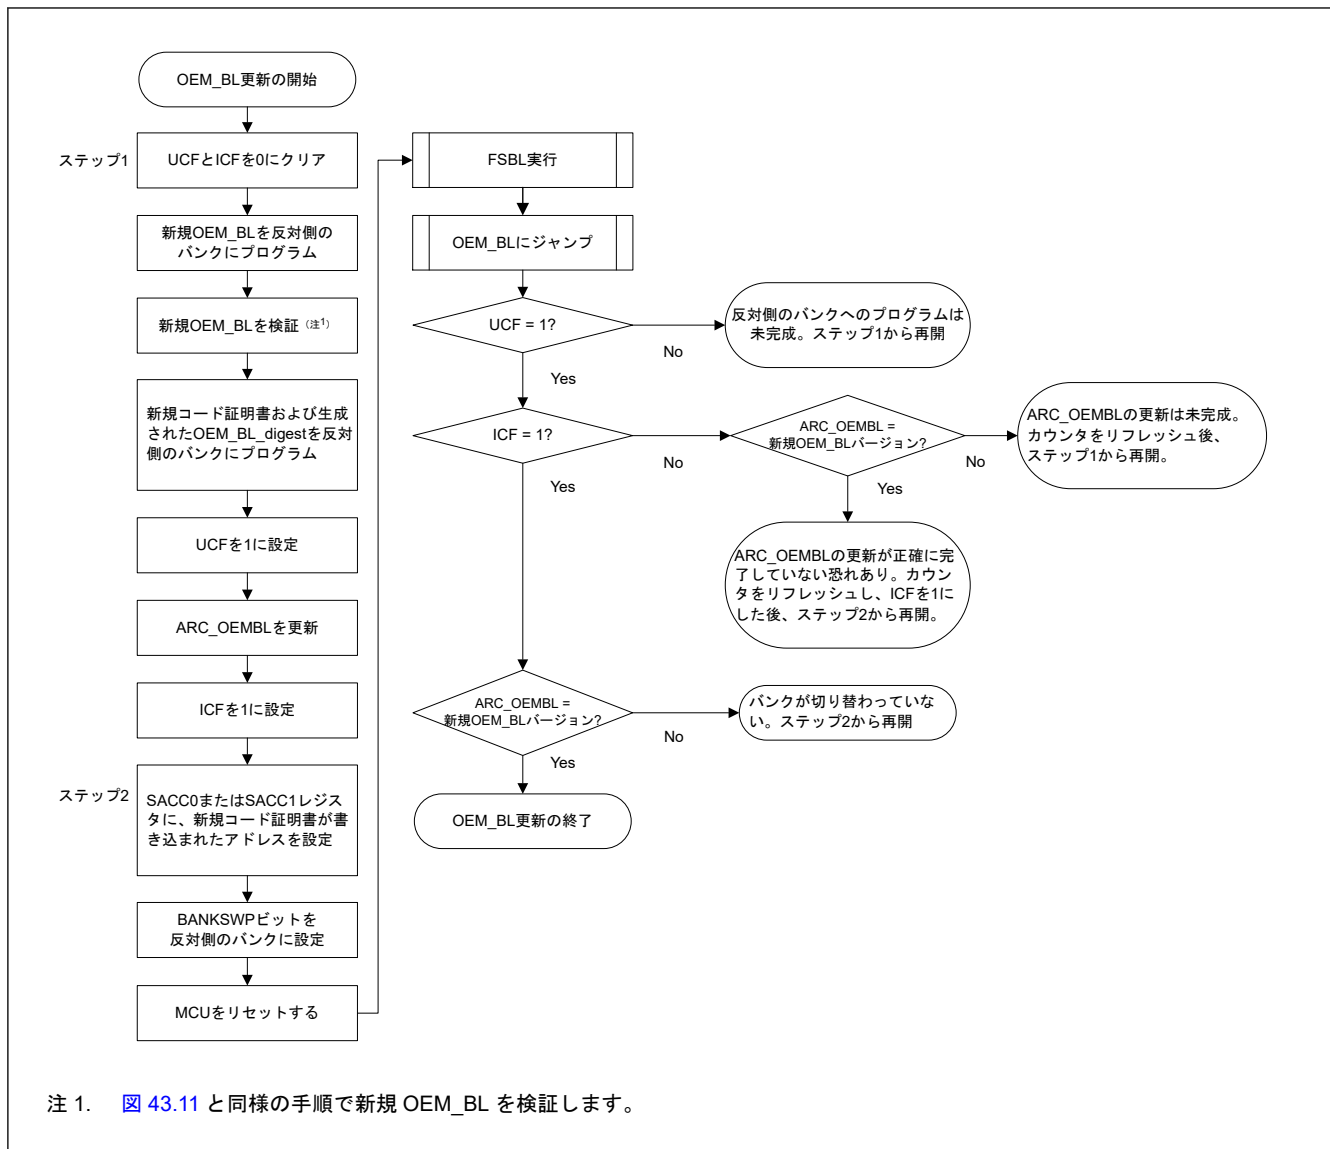 OEM_BL更新の開始
ステップ1
UCFとICFを0にクリア
新規OEM_BLを反対側の
バンクにプログラム
新規OEM_BLを検証（注1）
新規コード証明書および生成
されたOEM_BL_digestを反対
側のバンクにプログラム
UCFを1に設定
ARC_OEMBLを更新
ICFを1に設定
ステップ2
SACC0またはSACC1レジス
タに、新規コード証明書が書
き込まれたアドレスを設定
BANKSWPビットを
反対側のバンクに設定
MCUをリセットする
FSBL実行
OEM_BLにジャンプ
UCF = 1?
No
反対側のバンクへのプログラムは
未完成。ステップ1から再開
Yes
ICF = 1?
No
ARC_OEMBL =
新規OEM_BLバージョン?
No
ARC_OEMBLの更新は未完成。
カウンタをリフレッシュ後、
ステップ1から再開。
Yes
ARC_OEMBLの更新が正確に完
了していない恐れあり。カウン
タをリフレッシュし、ICFを1に
した後、ステップ2から再開。
Yes
ARC_OEMBL =
新規OEM_BLバージョン?
No
バンクが切り替わっていな
い。ステップ2から再開
Yes
OEM_BL更新の終了
注 1. 図 43.11 と同様の手順で新規 OEM_BL を検証します。